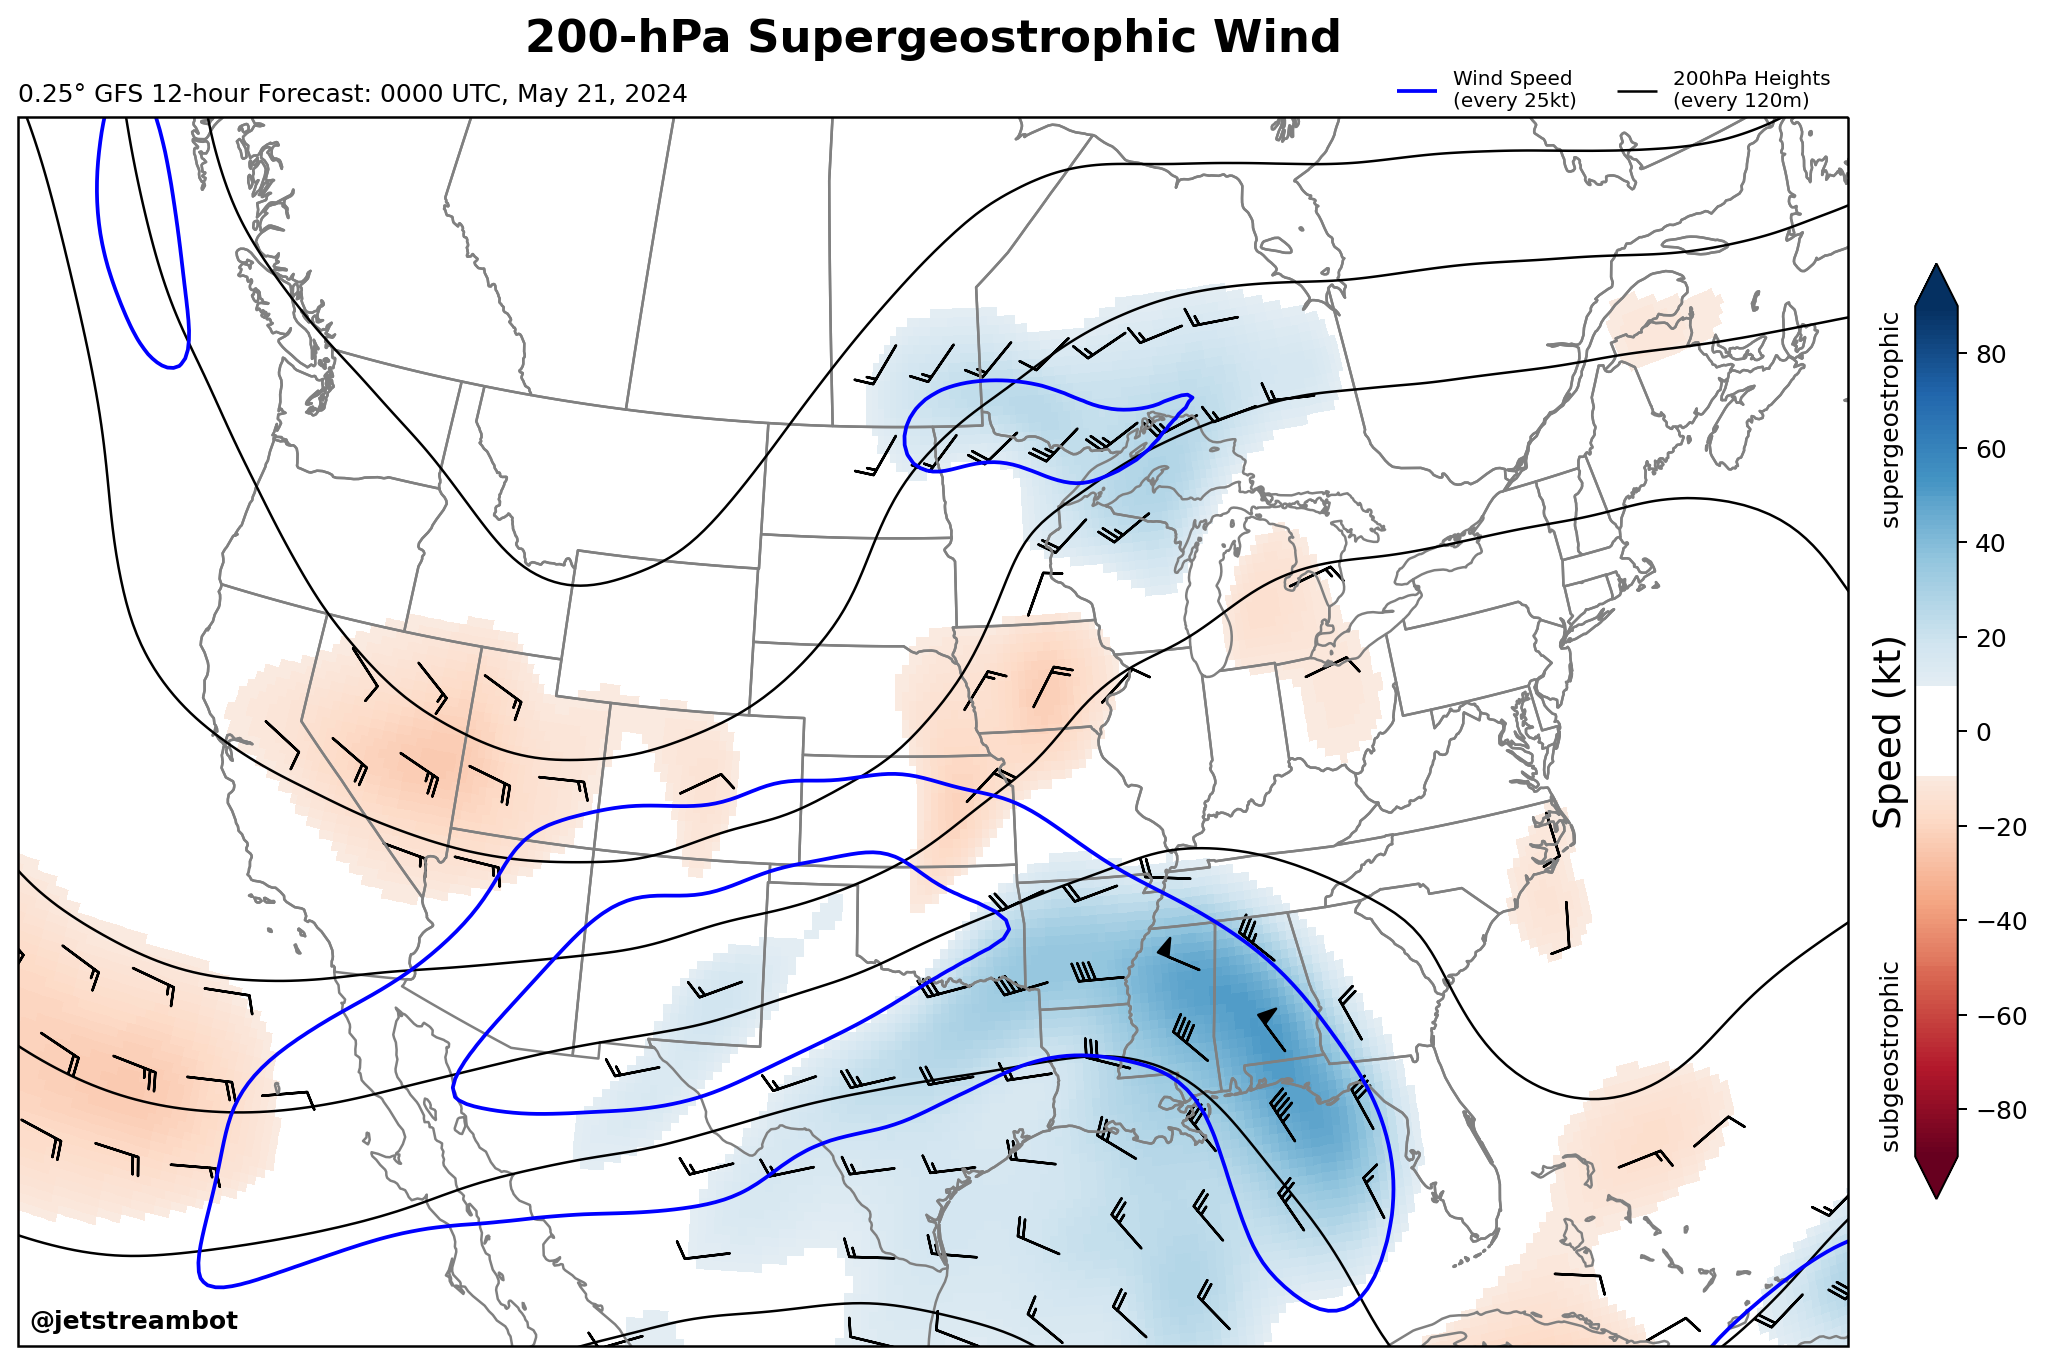 200-hPa Supergeostrophic Wind
0.25° GFS 12-hour Forecast: 0000 UTC, May 21, 2024
Wind Speed
(every 25kt)
200hPa Heights
(every 120m)
supergeostrophic
subgeostrophic
Speed (kt)
80
60
40
20
0
−20
−40
−60
−80
@jetstreambot